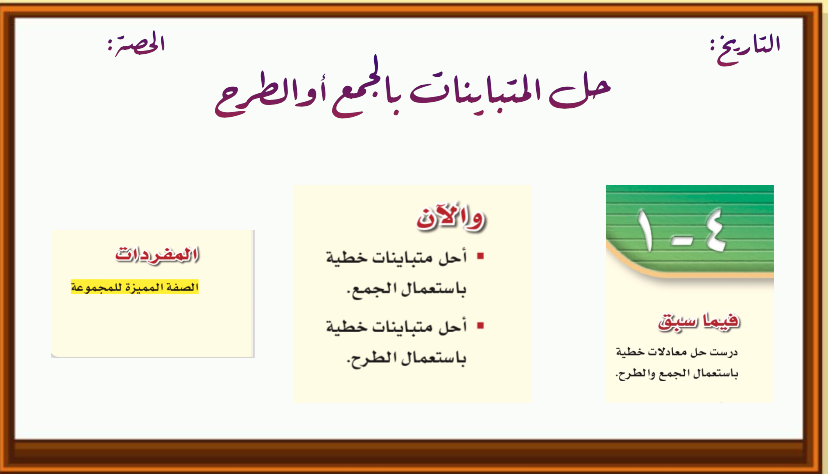 التاريخ:
الحصة:
حل المتباينات بالجمع أوالطرح
٤ - ١
فيما سبق
درست حل معادلات خطية
باستعمال الجمع والطرح.
والآن
أحل متباينات خطية
باستعمال الجمع.
أحل متباينات خطية
باستعمال الطرح.
المفردات
الصفة المميزة للمجموعة